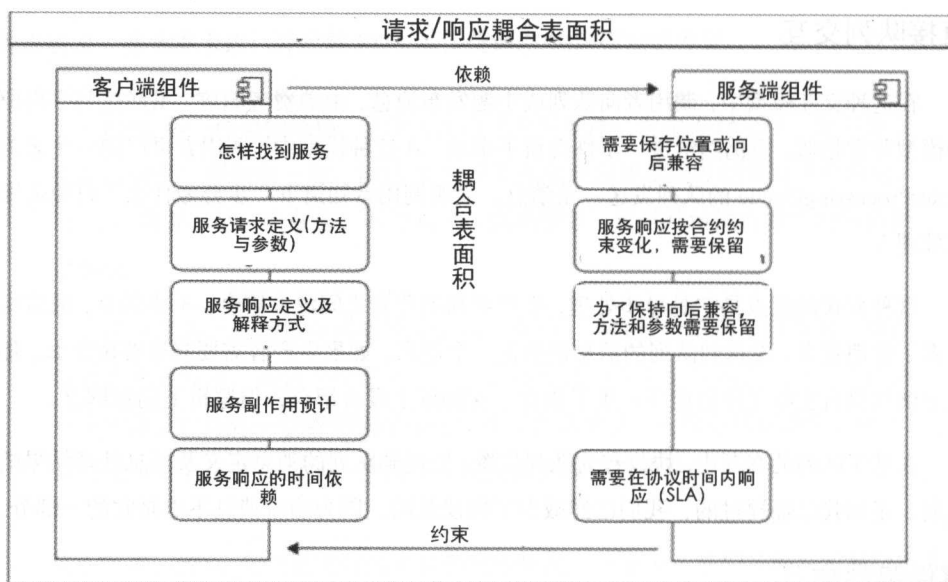 请求/响应耦合表面积
依赖
客户端组件
服务端组件
怎样找到服务
服务请求定义(方法
与参数)
服务响应定义及
解释方式
服务副作用预计
服务响应的时间依
赖
耦合表面积
需要保存位置或向
后兼容
服务响应按合约约
束变化，需要保留
为了保持向后兼容，
方法和参数需要保留
需要在协议时间内
响应 (SLA)
约束